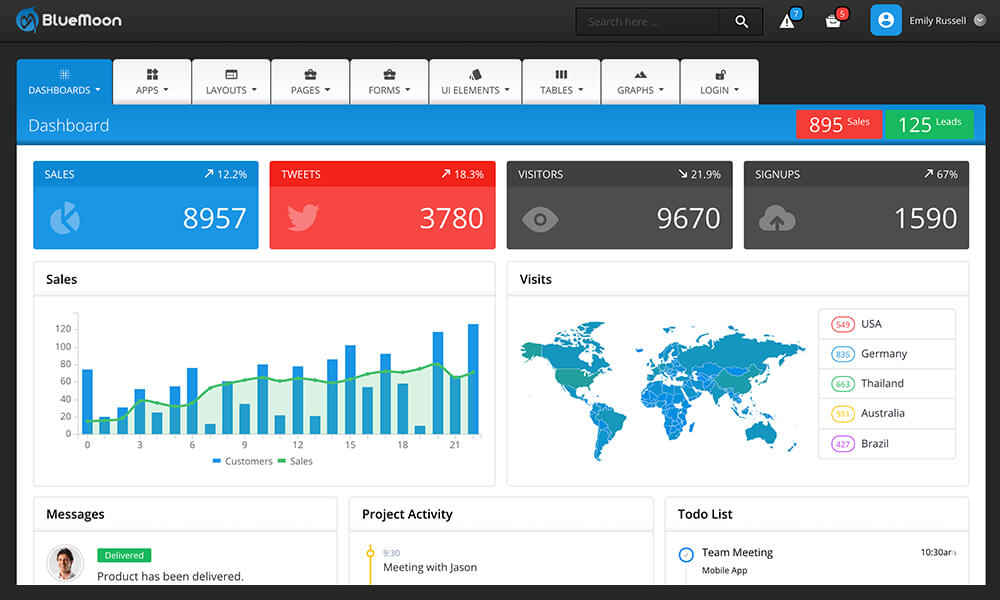 BlueMoon
Search here ...
7
5
Emily Russell
DASHBOARDS
APPS
LAYOUTS
PAGES
FORMS
UI ELEMENTS
TABLES
GRAPHS
LOGIN
Dashboard
895 Sales
125 Leads
SALES 12.2%
8957
TWEETS 18.3%
3780
VISITORS 21.9%
9670
SIGNUPS 67%
1590
Sales
120
100
80
60
40
20
0
0 3 6 9 12 15 18 21
Customers Sales
Visits
549 USA
835 Germany
663 Thailand
981 Australia
427 Brazil
Messages
Delivered
Product has been delivered.
Project Activity
9:30
Meeting with Jason
Todo List
Team Meeting 10:30am
Mobile App